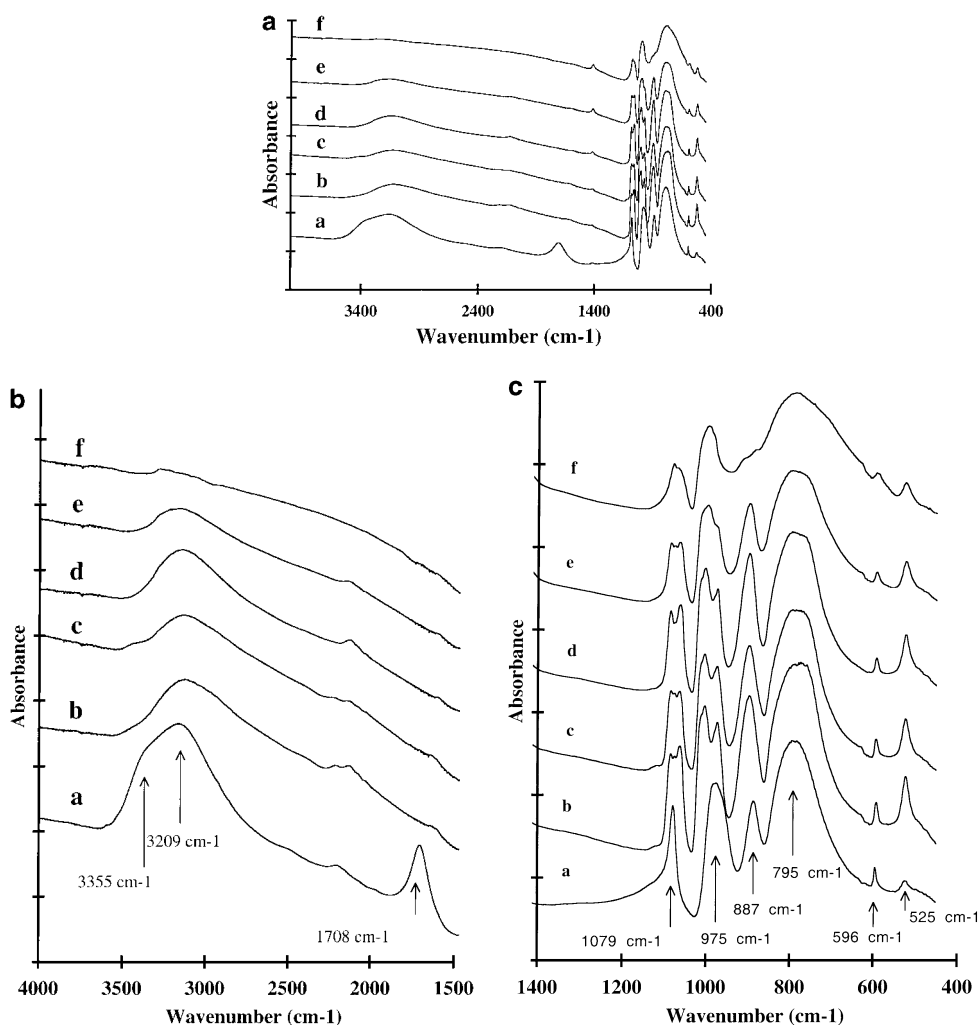 a
f
e
d
c
b
a
Absorbance
3400
2400
1400
400
Wavenumber (cm-1)
b
f
e
d
c
b
a
3209 cm-1
3355 cm-1
1708 cm-1
Absorbance
4000
3500
3000
2500
2000
1500
Wavenumber (cm-1)
c
f
e
d
c
b
a
795 cm-1
887 cm-1
525 cm-1
1079 cm-1
975 cm-1
596 cm-1
Absorbance
1400
1200
1000
800
600
400
Wavenumber (cm-1)